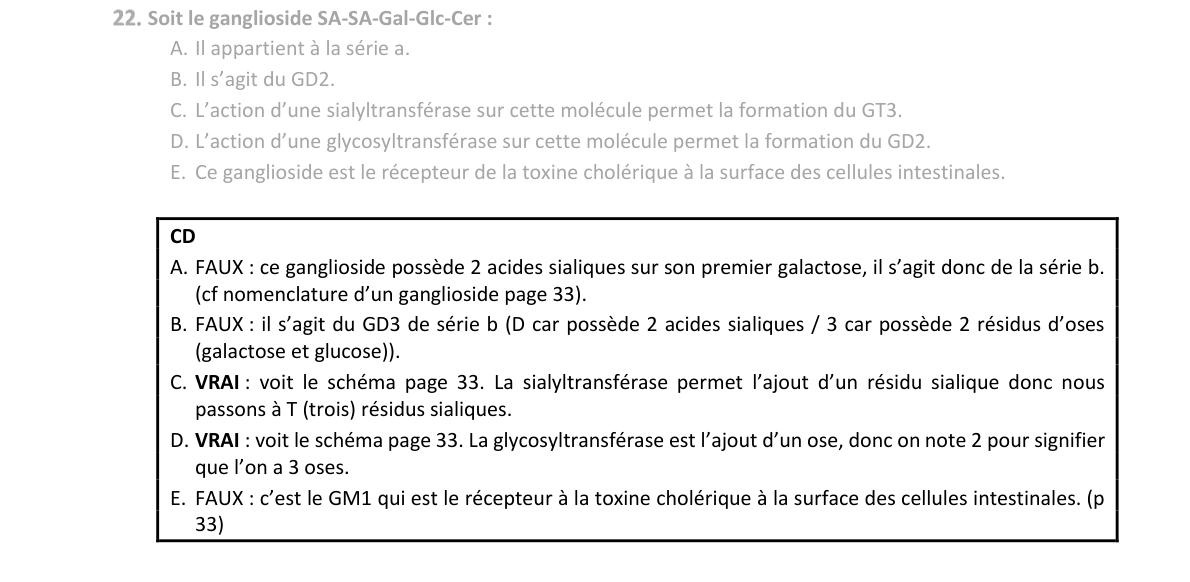 22. Soit le ganglioside SA-SA-Gal-Glc-Cer :
A. Il appartient à la série a.
B. Il s’agit du GD2.
C. L’action d’une sialyltransférase sur cette molécule permet la formation du GT3.
D. L’action d’une glycosyltransférase sur cette molécule permet la formation du GD2.
E. Ce ganglioside est le récepteur de la toxine cholérique à la surface des cellules intestinales.
CD
A. FAUX : ce ganglioside possède 2 acides sialiques sur son premier galactose, il s’agit donc de la série b.
(cf nomenclature d’un ganglioside page 33).
B. FAUX : il s’agit du GD3 de série b (D car possède 2 acides sialiques / 3 car possède 2 résidus d’oses
(galactose et glucose)).
C. VRAI : voit le schéma page 33. La sialyltransférase permet l’ajout d’un résidu sialique donc nous
passons à T (trois) résidus sialiques.
D. VRAI : voit le schéma page 33. La glycosyltransférase est l’ajout d’un ose, donc on note 2 pour signifier
que l’on a 3 oses.
E. FAUX : c’est le GM1 qui est le récepteur à la toxine cholérique à la surface des cellules intestinales. (p
33)